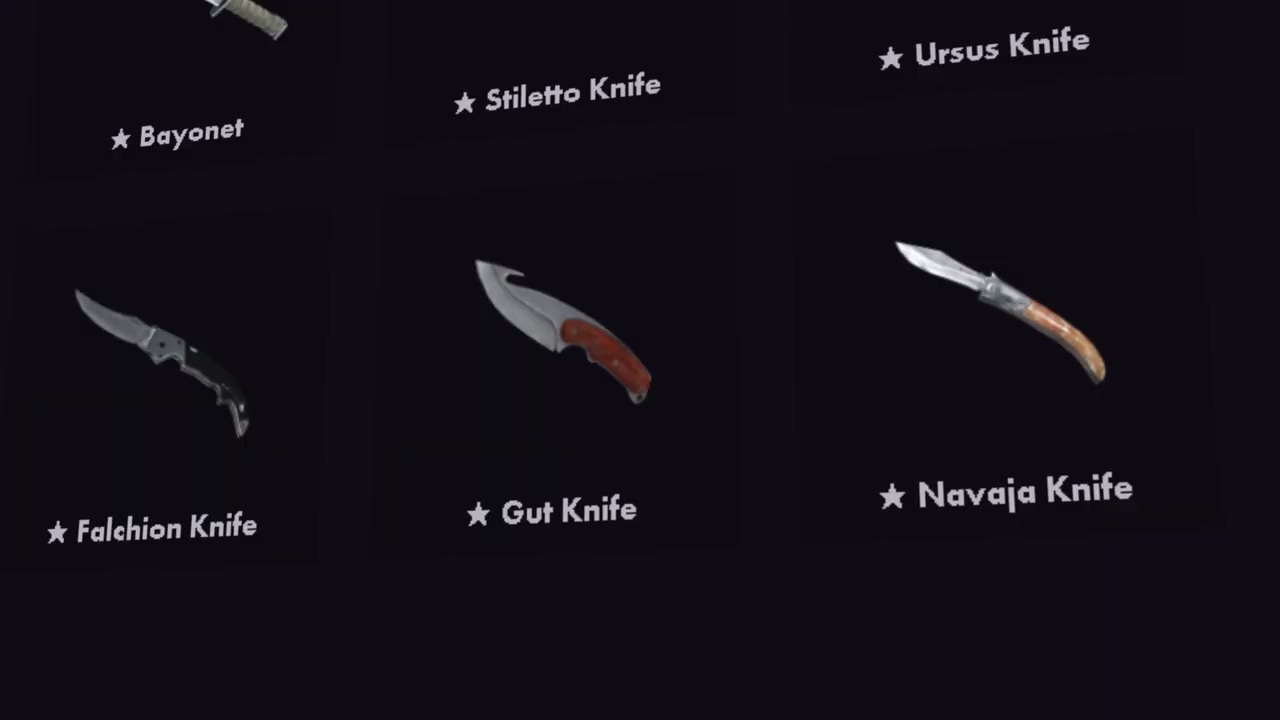 ★ Bayonet
★ Stiletto Knife
★ Ursus Knife
★ Falchion Knife
★ Gut Knife
★ Navaja Knife